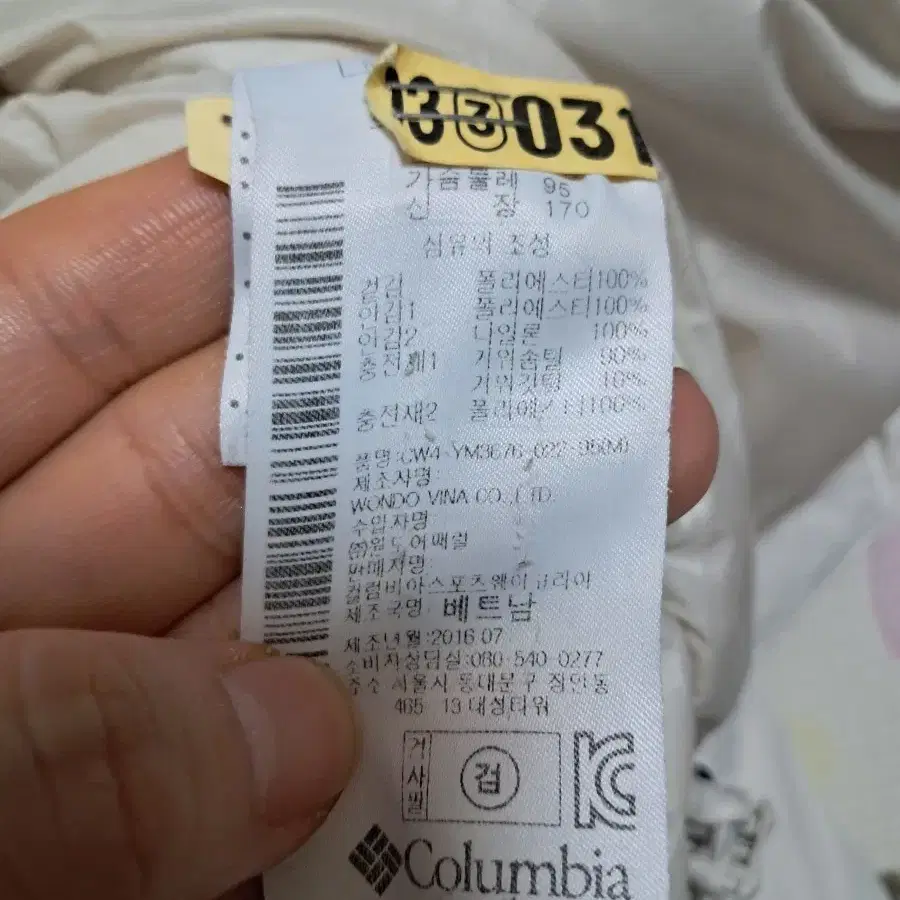 13 ③ 031
가슴둘레 95
신 장 170
섬유의 조성
겉감 폴리에스터100%
안감1 폴리에스터100%
안감2 나일론 100%
충전재1 거위솜털 90%
거위깃털 10%
충전재2 폴리에스터100%
품명:CW4-YM3676-022-95(M)
제조자명:
WONDO VINA CO., LTD.
수입자명:
판매자명:
컬럼비아스포츠웨어코리아
제조국명: 베트남
제조년월:2016.07
소비자상담실:080-540-0277
주소 서울시 동대문구 장안동
465-13 대성타워
검
KC
Columbia